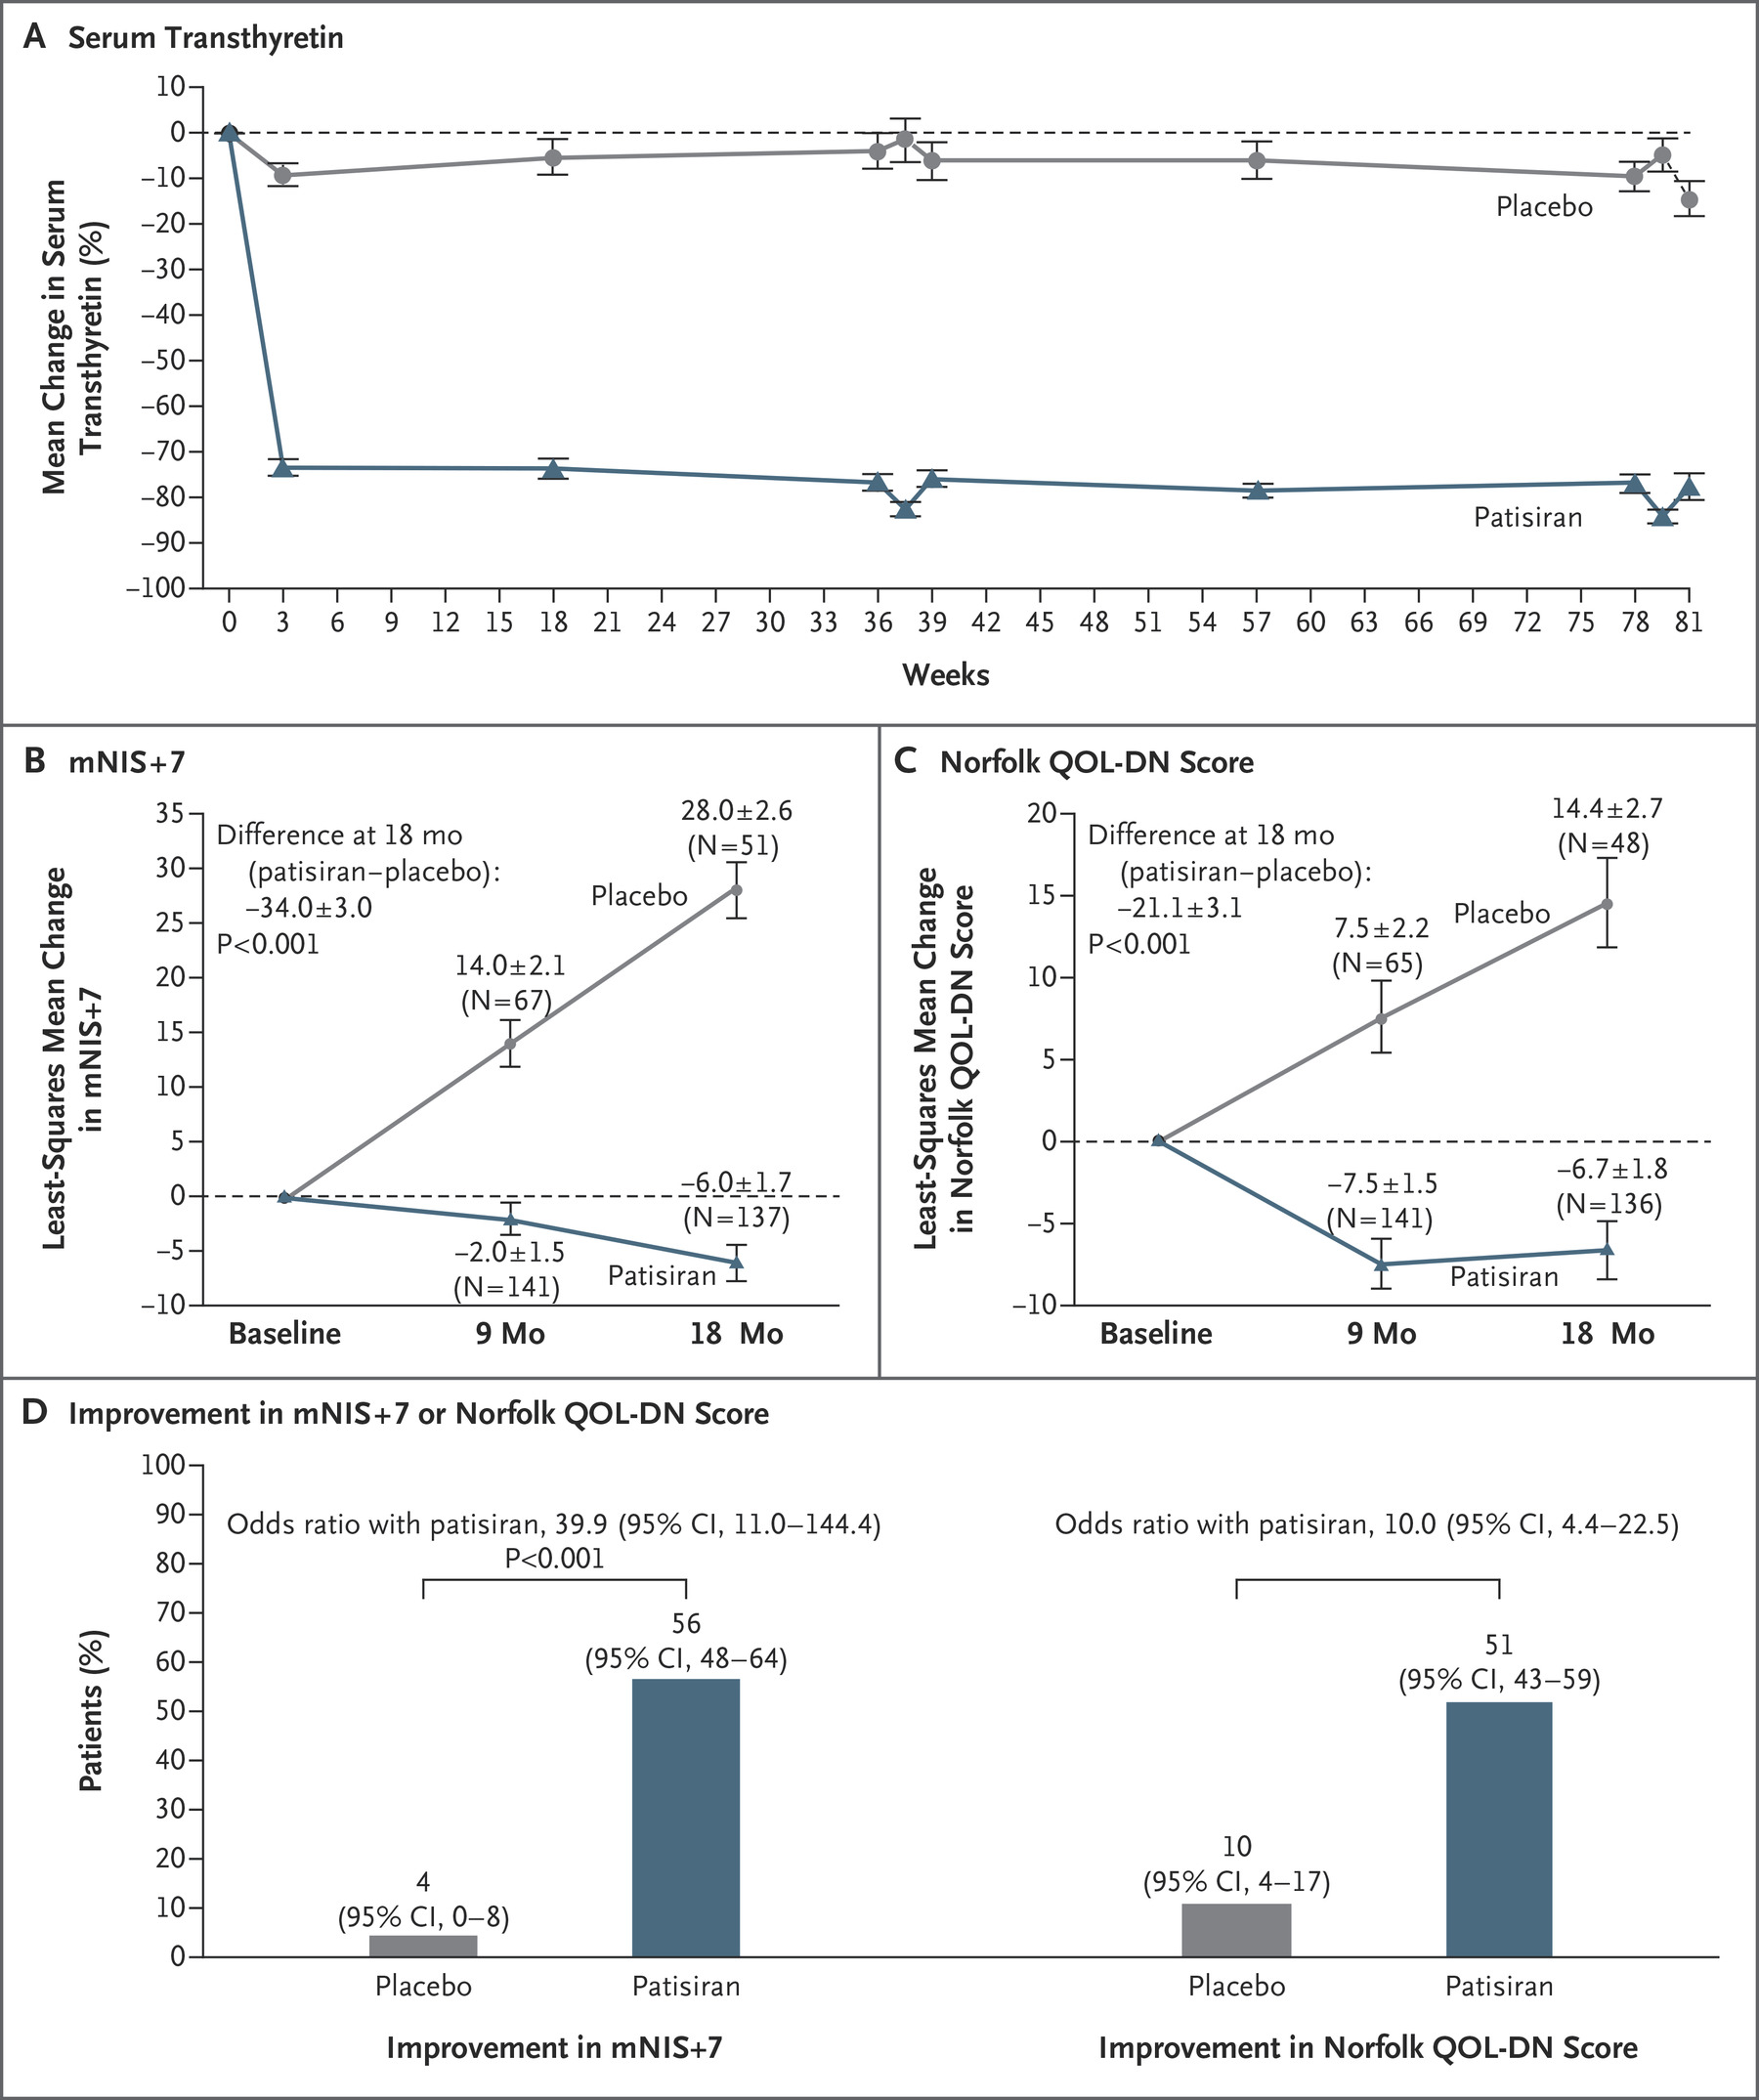 A Serum Transthyretin
Mean Change in Serum
Transthyretin (%)
10
0
–10
–20
–30
–40
–50
–60
–70
–80
–90
–100
Placebo
Patisiran
0 3 6 9 12 15 18 21 24 27 30 33 36 39 42 45 48 51 54 57 60 63 66 69 72 75 78 81
Weeks
B mNIS+7
Least-Squares Mean Change
in mNIS+7
35
30
25
20
15
10
5
0
–5
–10
Difference at 18 mo
(patisiran–placebo):
–34.0±3.0
P<0.001
28.0±2.6
(N=51)
Placebo
14.0±2.1
(N=67)
–6.0±1.7
(N=137)
–2.0±1.5
(N=141)
Patisiran
Baseline 9 Mo 18 Mo
C Norfolk QOL-DN Score
Least-Squares Mean Change
in Norfolk QOL-DN Score
20
15
10
5
0
–5
–10
Difference at 18 mo
(patisiran–placebo):
–21.1±3.1
P<0.001
14.4±2.7
(N=48)
Placebo
7.5±2.2
(N=65)
–7.5±1.5
(N=141)
–6.7±1.8
(N=136)
Patisiran
Baseline 9 Mo 18 Mo
D Improvement in mNIS+7 or Norfolk QOL-DN Score
Patients (%)
100
90
80
70
60
50
40
30
20
10
0
Odds ratio with patisiran, 39.9 (95% CI, 11.0–144.4)
P<0.001
56
(95% CI, 48–64)
4
(95% CI, 0–8)
Placebo Patisiran
Improvement in mNIS+7
Odds ratio with patisiran, 10.0 (95% CI, 4.4–22.5)
51
(95% CI, 43–59)
10
(95% CI, 4–17)
Placebo Patisiran
Improvement in Norfolk QOL-DN Score